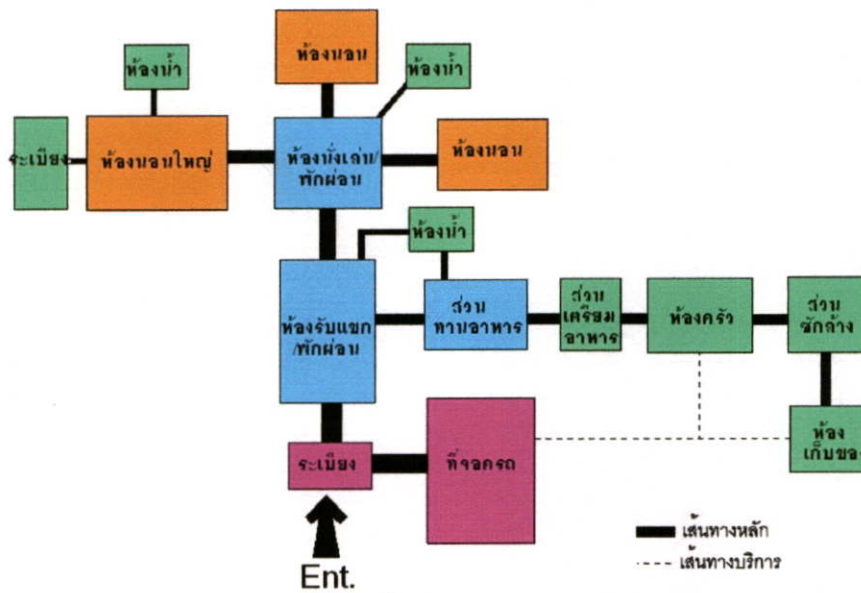 ห้องนอน
ห้องน้ำ
ห้องน้ำ
ระเบียง
ห้องนอนใหญ่
ห้องนั่งเล่น/
พักผ่อน
ห้องนอน
ห้องน้ำ
ห้องรับแขก
/พักผ่อน
ส่วน
ทานอาหาร
ส่วน
เตรียม
อาหาร
ห้องครัว
ส่วน
ซักล้าง
ระเบียง
ที่จอดรถ
ห้อง
เก็บของ
เส้นทางหลัก
เส้นทางบริการ
Ent.